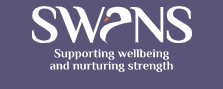 SWANS
Supporting wellbeing
and nurturing strength